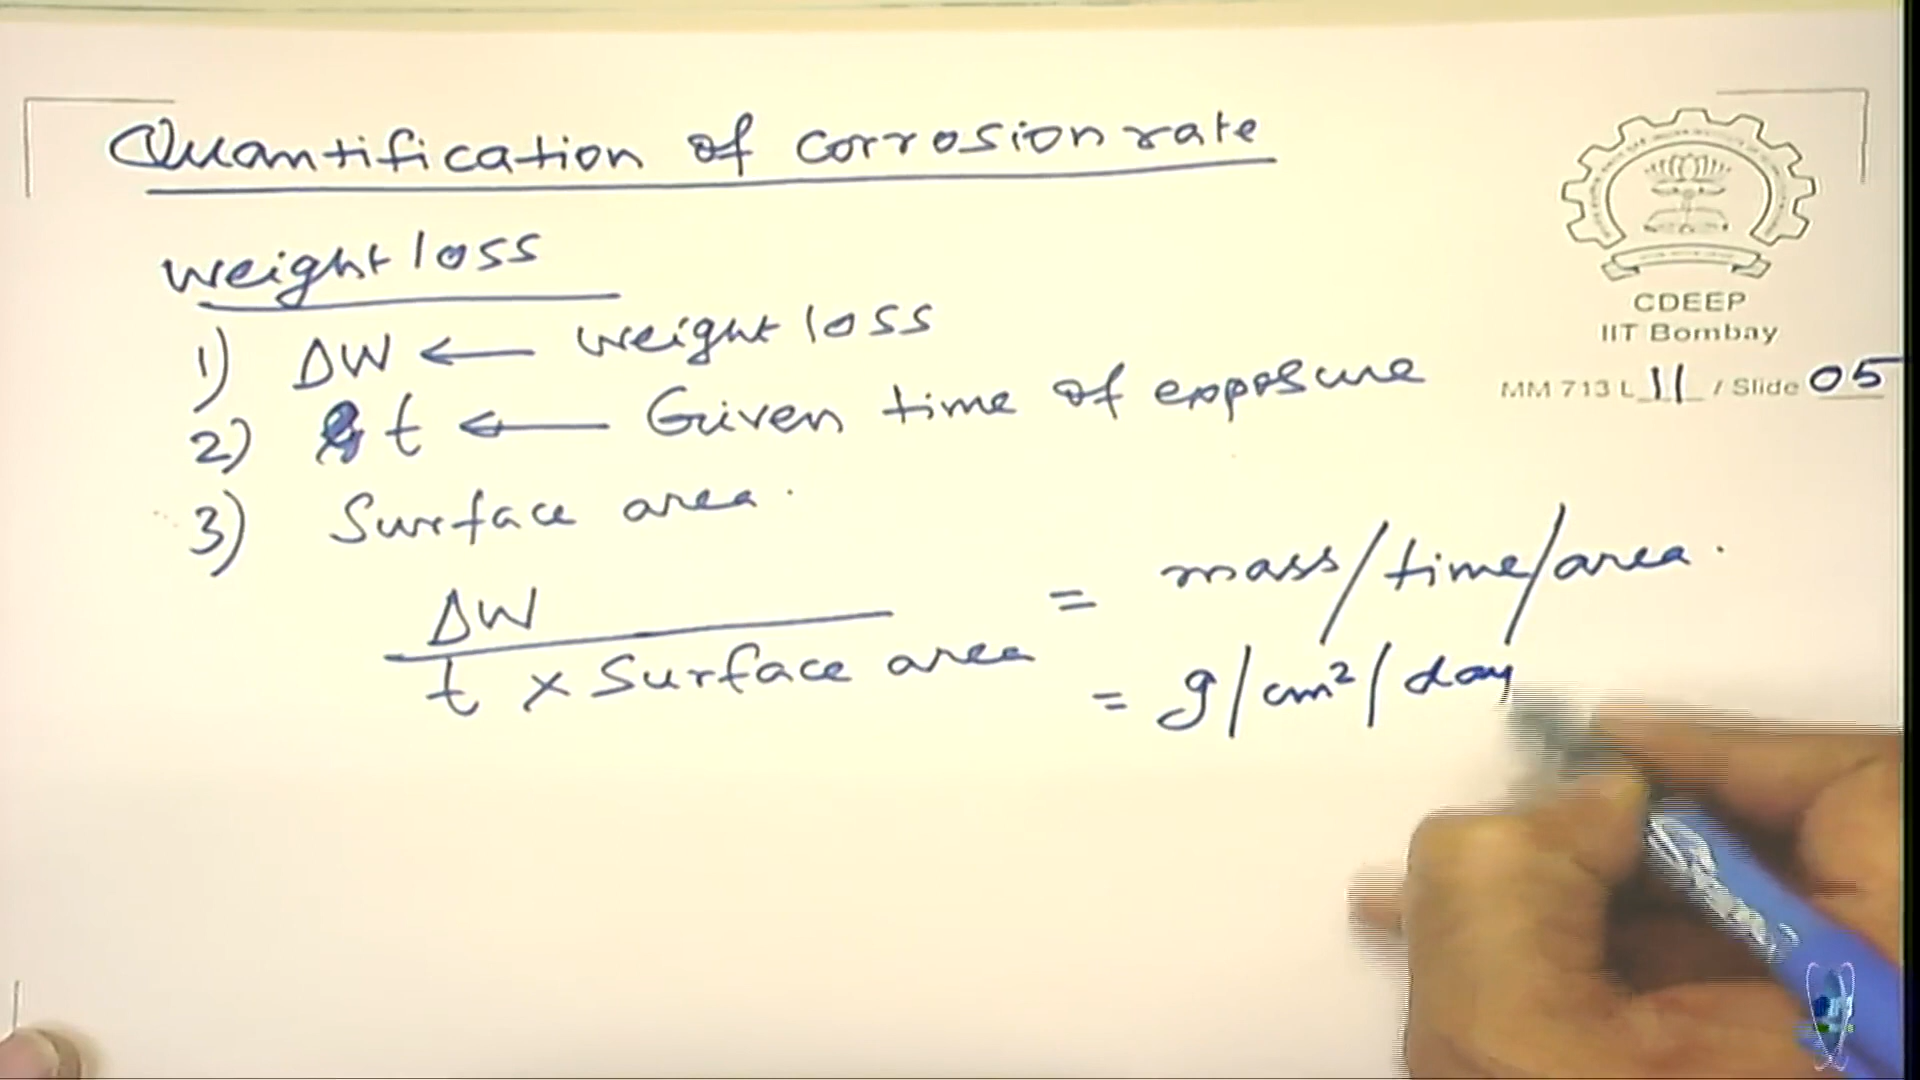 Quantification of corrosion rate
weight loss
1) ΔW ← weight loss
2) t ← Given time of exposure
3) Surface area.
ΔW
t × Surface area
= mass/time/area.
= g/cm²/day
CDEEP
IIT Bombay
MM 713 L 11 / Slide 05